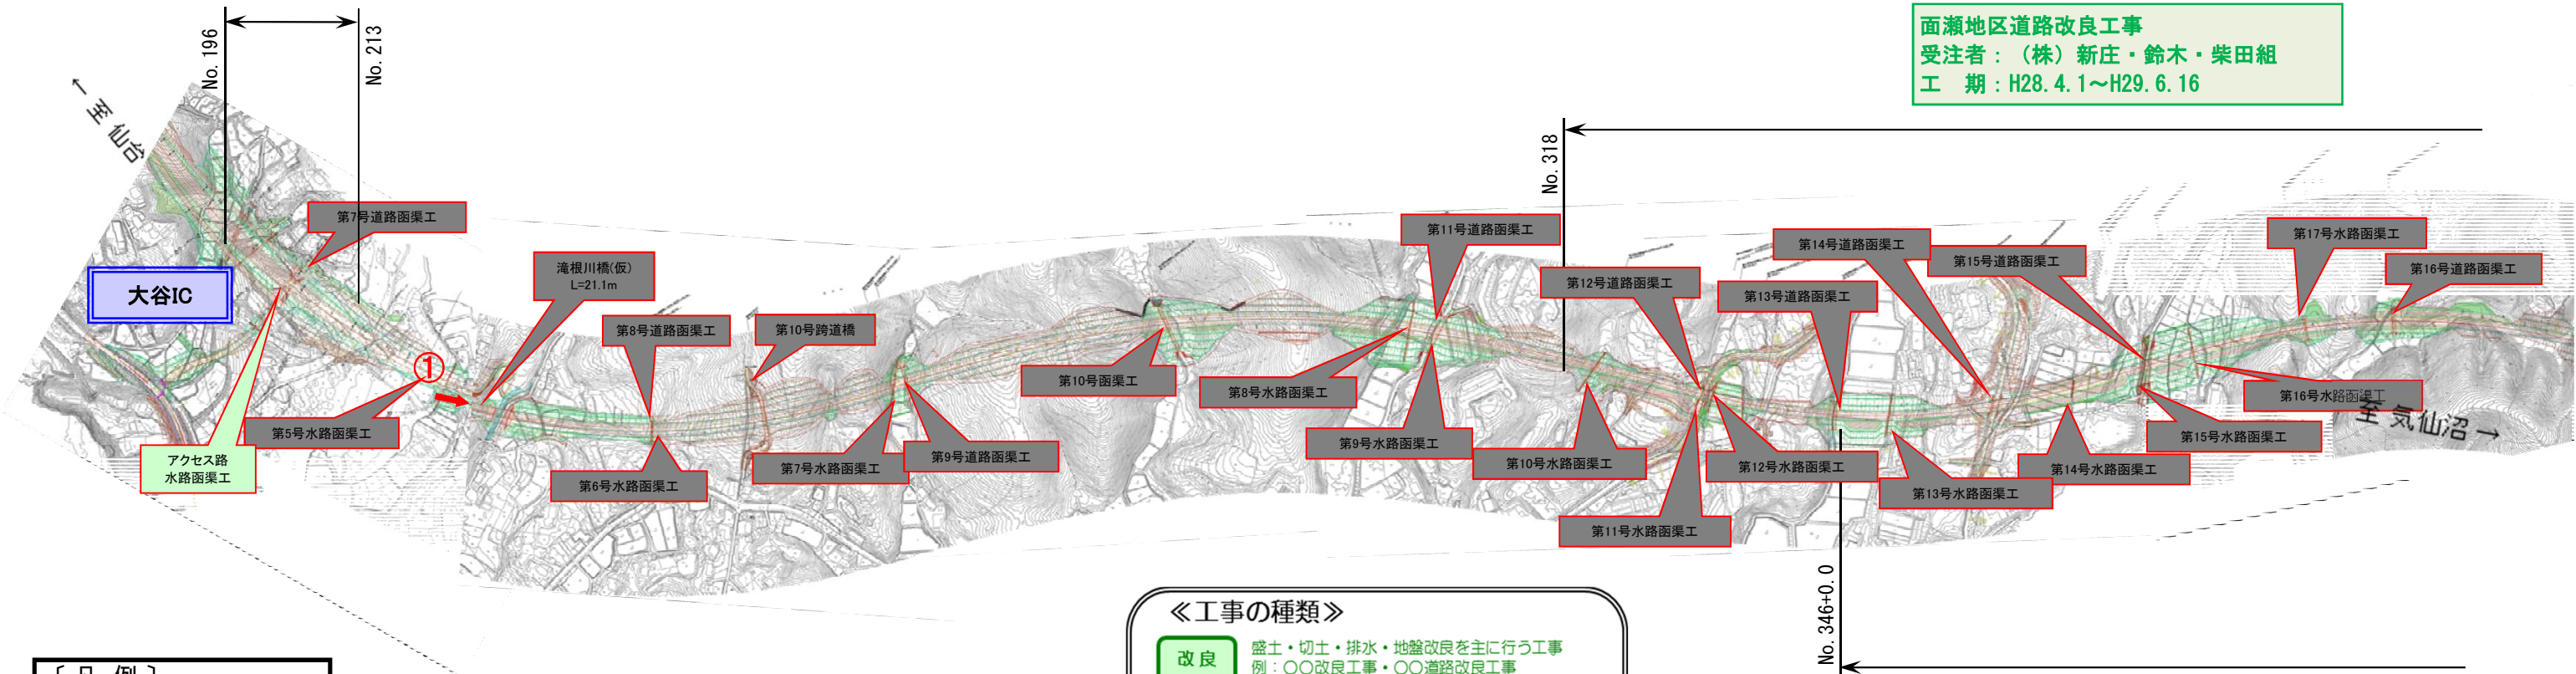 No. 196
No. 213
面瀬地区道路改良工事
受注者：（株）新庄・鈴木・柴田組
工　期：H28.4.1～H29.6.16
←至 仙台
No. 318
第7号道路函渠工
大谷IC
滝根川橋(仮)
L=21.1m
第8号道路函渠工
第10号跨道橋
①
第5号水路函渠工
アクセス路
水路函渠工
第6号水路函渠工
第7号水路函渠工
第9号道路函渠工
第10号函渠工
第8号水路函渠工
第11号道路函渠工
第9号水路函渠工
第10号水路函渠工
第12号道路函渠工
第11号水路函渠工
第12号水路函渠工
第13号道路函渠工
第14号道路函渠工
第13号水路函渠工
第15号道路函渠工
第14号水路函渠工
第15号水路函渠工
第16号水路函渠工
第17号水路函渠工
第16号道路函渠工
至 気仙沼→
No. 346+0.0
〔 凡 例 〕
≪工事の種類≫
改良
盛土・切土・排水・地盤改良を主に行う工事
例：○○改良工事・○○道路改良工事